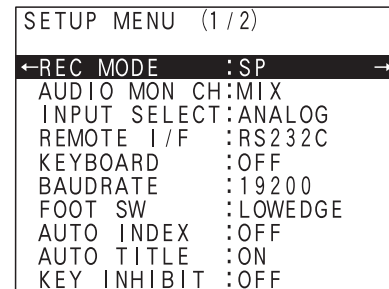 SETUP MENU (1/2)
←REC MODE :SP →
AUDIO MON CH:MIX
INPUT SELECT:ANALOG
REMOTE I/F :RS232C
KEYBOARD :OFF
BAUDRATE :19200
FOOT SW :LOWEDGE
AUTO INDEX :OFF
AUTO TITLE :ON
KEY INHIBIT :OFF